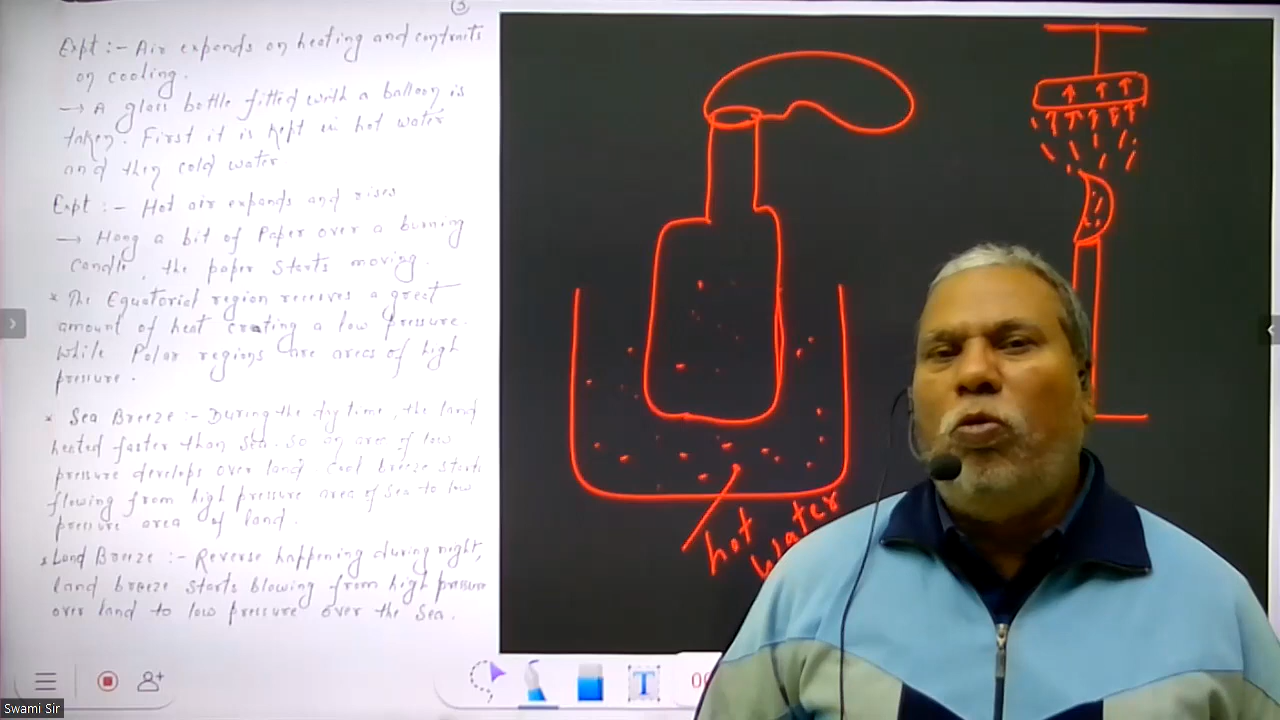 3
Expt :- Air expands on heating and contracts
on cooling.
→ A glass bottle fitted with a balloon is
taken. First it is kept in hot water
and then cold water
Expt :- Hot air expands and rises
→ Hang a bit of Paper over a burning
candle, the paper starts moving.
* The Equatorial region receives a great
amount of heat creating a low pressure.
While Polar regions are areas of high
pressure.
* Sea Breeze :- During the day time, the land
heated faster than sea. So an area of low
pressure develops over land. Cool breeze starts
flowing from high pressure area of sea to low
pressure area of land.
* Land Breeze :- Reverse happening during night,
land breeze starts blowing from high pressure
over land to low pressure over the Sea.
hot
water
T
Swami Sir